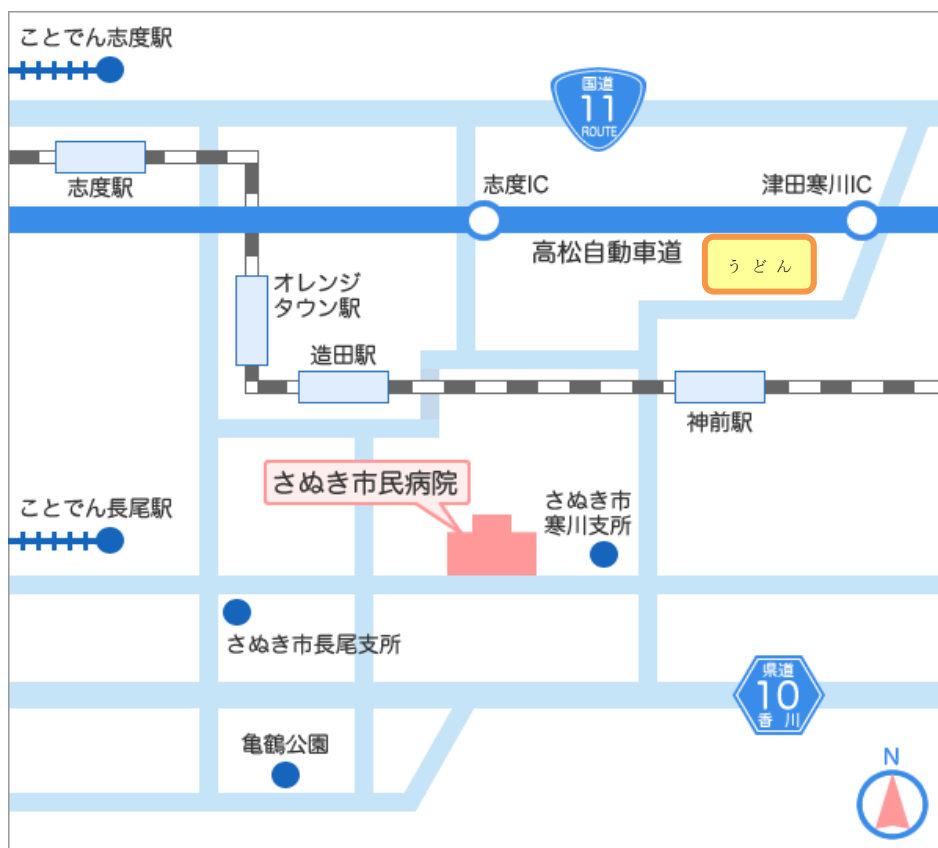 ことでん志度駅
国道
11
ROUTE
志度駅
志度IC
津田寒川IC
高松自動車道
うどん
オレンジ
タウン駅
造田駅
神前駅
さぬき市民病院
さぬき市
寒川支所
ことでん長尾駅
さぬき市長尾支所
県道
10
香川
亀鶴公園
N